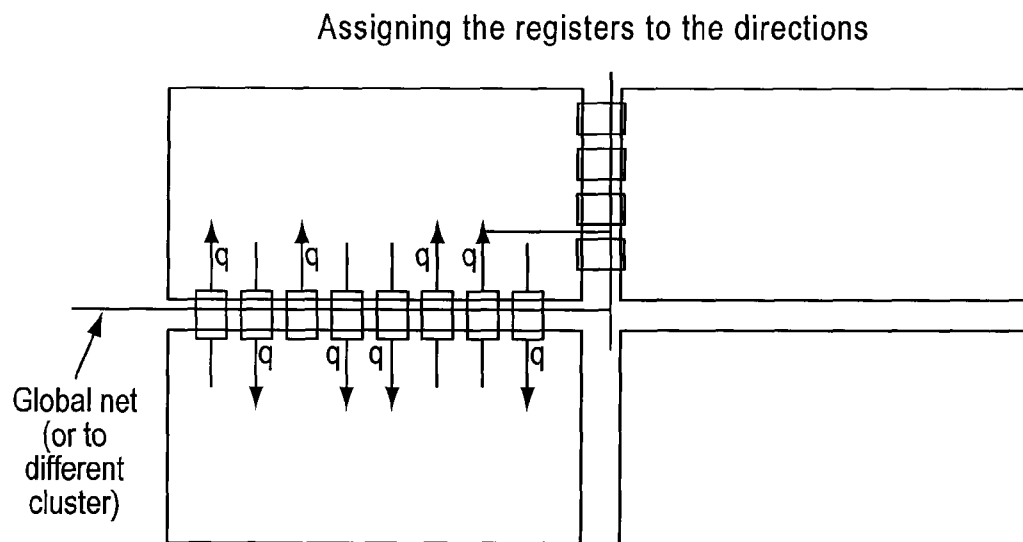 Assigning the registers to the directions
q
q
q
q
q
q
q
q
Global net
(or to
different
cluster)